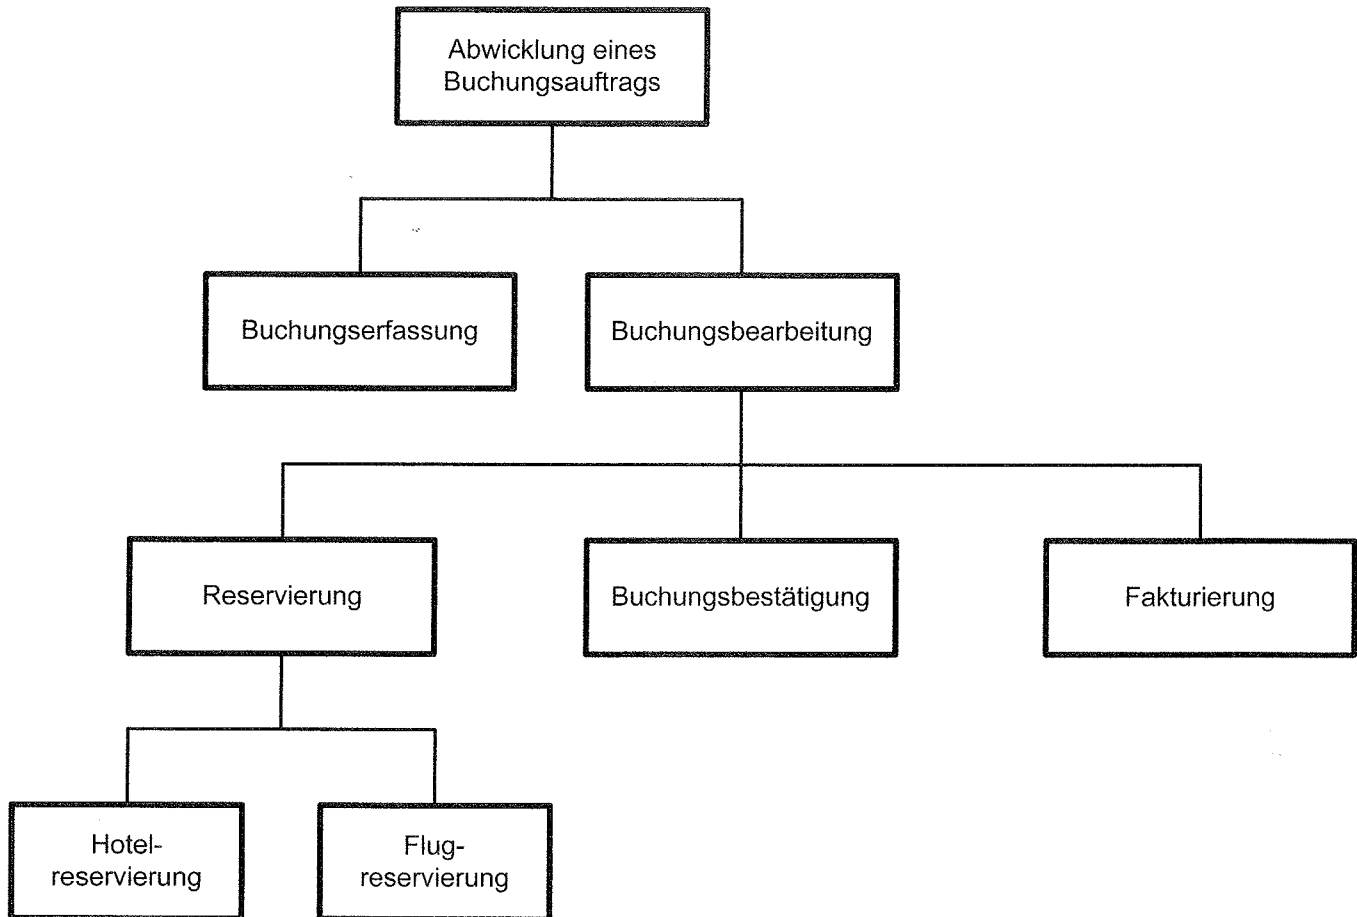 Abwicklung eines
Buchungsauftrags
Buchungserfassung
Buchungsbearbeitung
Reservierung
Buchungsbestätigung
Fakturierung
Hotel-
reservierung
Flug-
reservierung